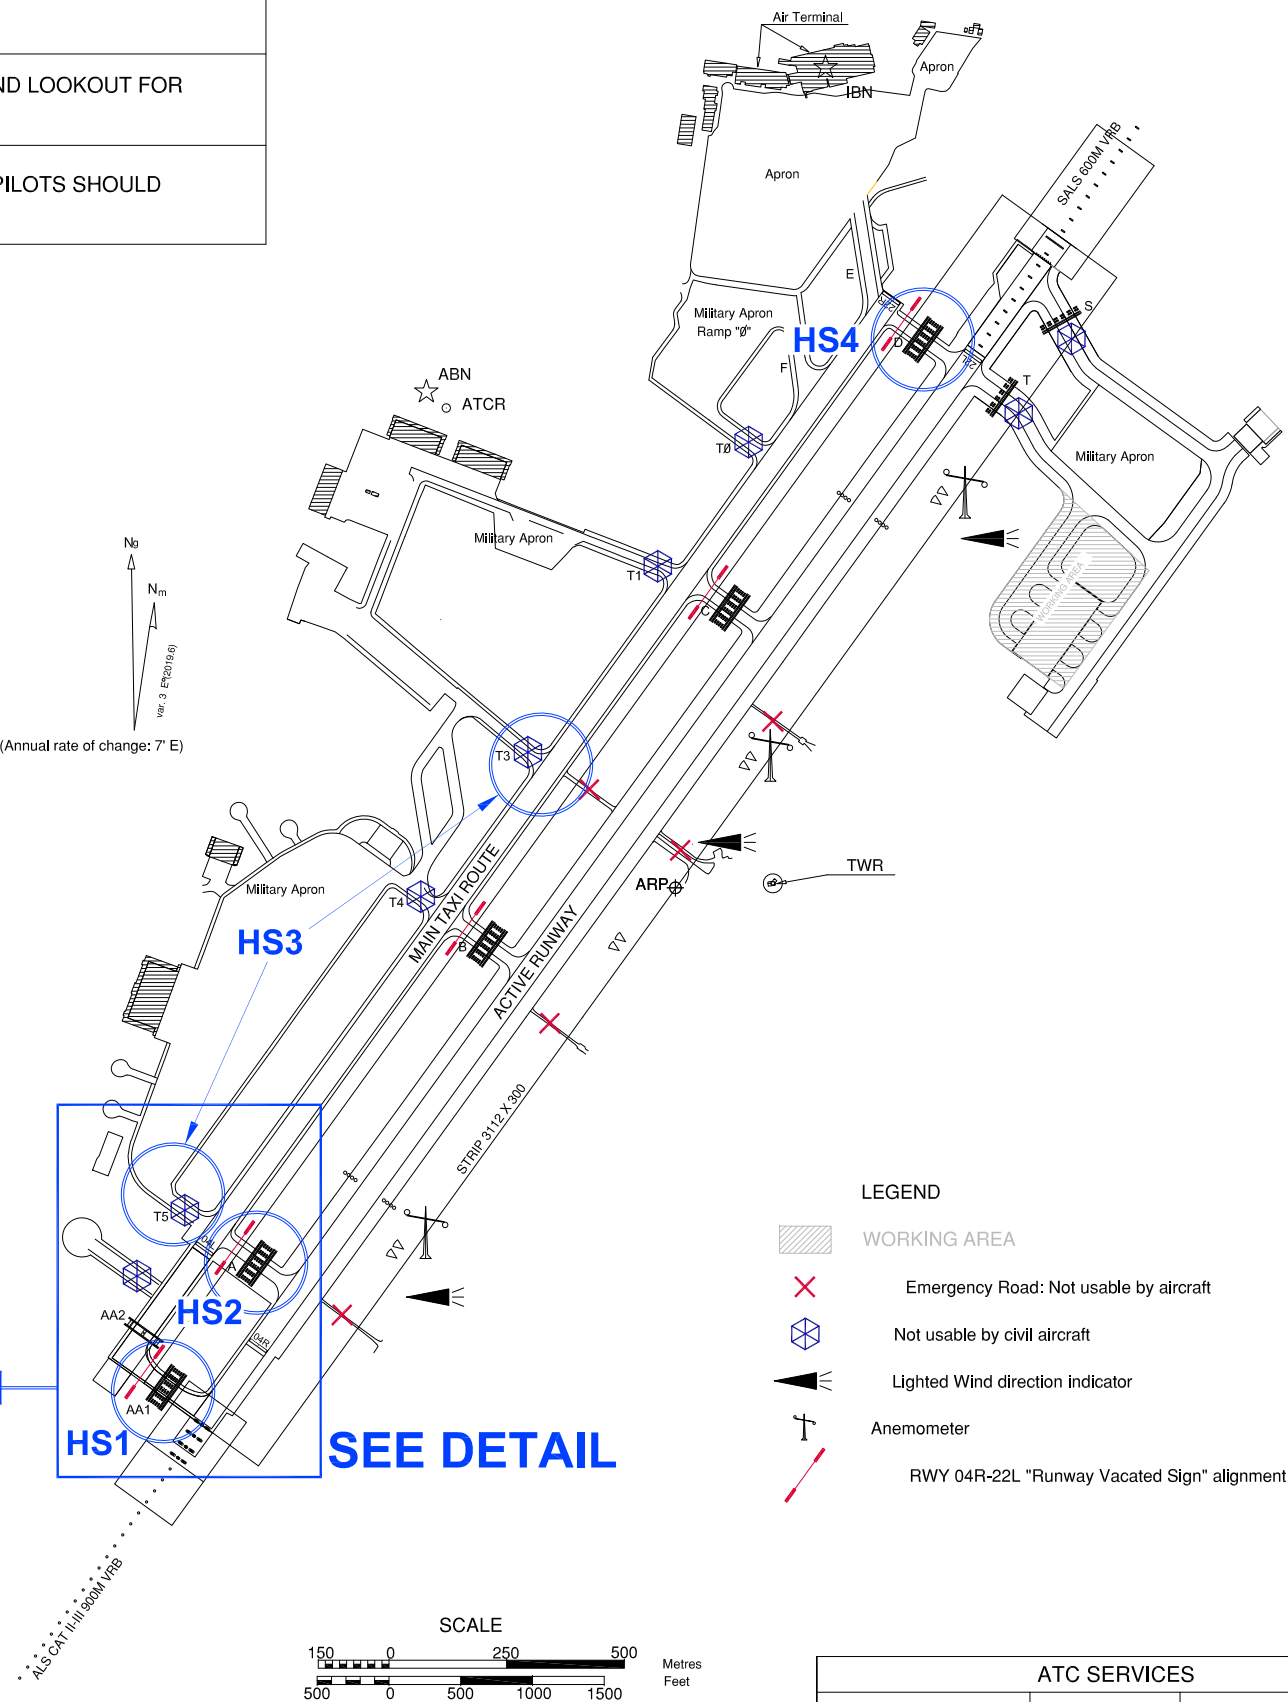 ND LOOKOUT FOR
PILOTS SHOULD
Air Terminal
IBN
Apron
Apron
SALS 600M VRB
E
Military Apron
Ramp "Ø"
HS4
22R
D
22L
S
T
F
TØ
ABN
ATCR
Military Apron
Military Apron
WORKING AREA
T1
C
Ng
Nm
(Annual rate of change: 7' E)
T3
MAIN TAXI ROUTE
TWR
ARP
Military Apron
T4
HS3
B
ACTIVE RUNWAY
STRIP 3112 X 300
T5
04L
A
HS2
AA2
04R
AA1
HS1
SEE DETAIL
ALS CAT II-III 900M VRB
LEGEND
WORKING AREA
Emergency Road: Not usable by aircraft
Not usable by civil aircraft
Lighted Wind direction indicator
Anemometer
RWY 04R-22L "Runway Vacated Sign" alignment
SCALE
150 0 250 500
Metres
Feet
500 0 500 1000 1500
ATC SERVICES